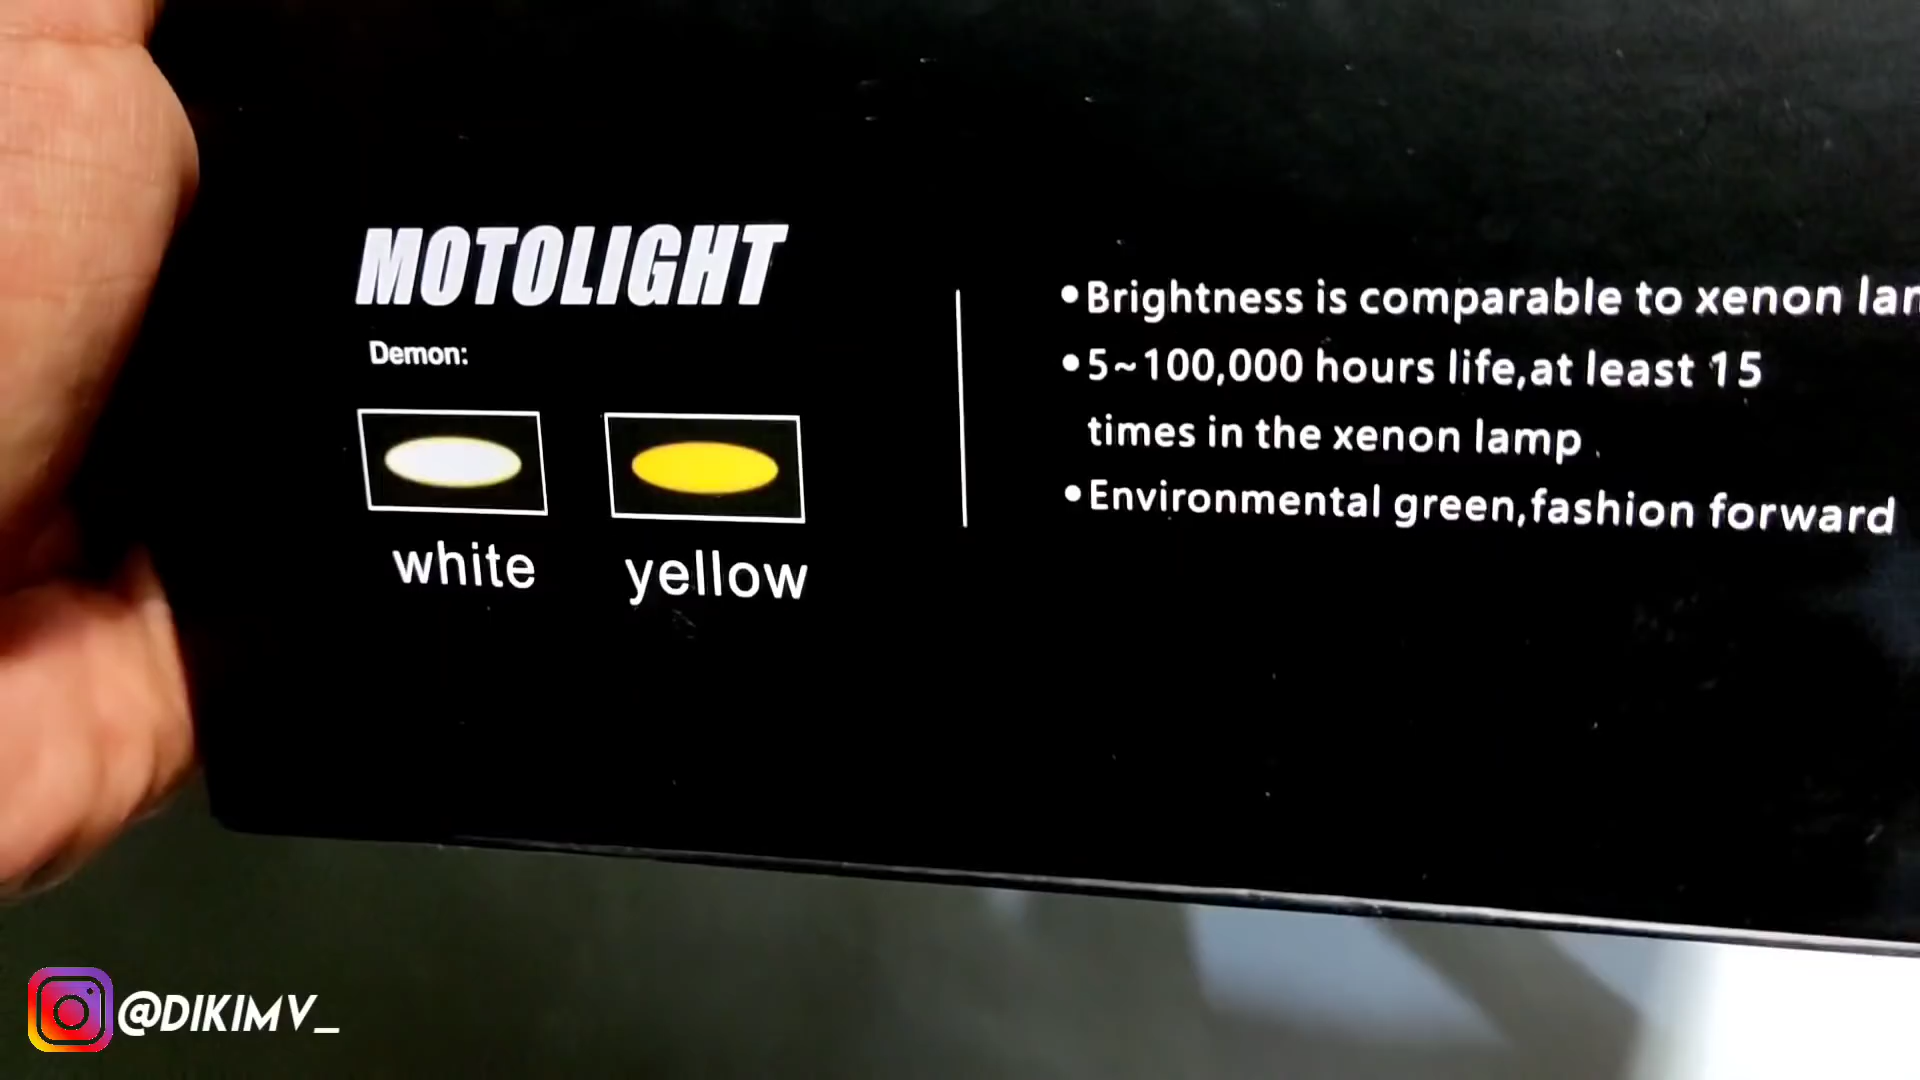 MOTOLIGHT
Demon:
white
yellow
•Brightness is comparable to xenon
•5~100,000 hours life,at least 15
times in the xenon lamp
•Environmental green,fashion forward
@DIKIMV_